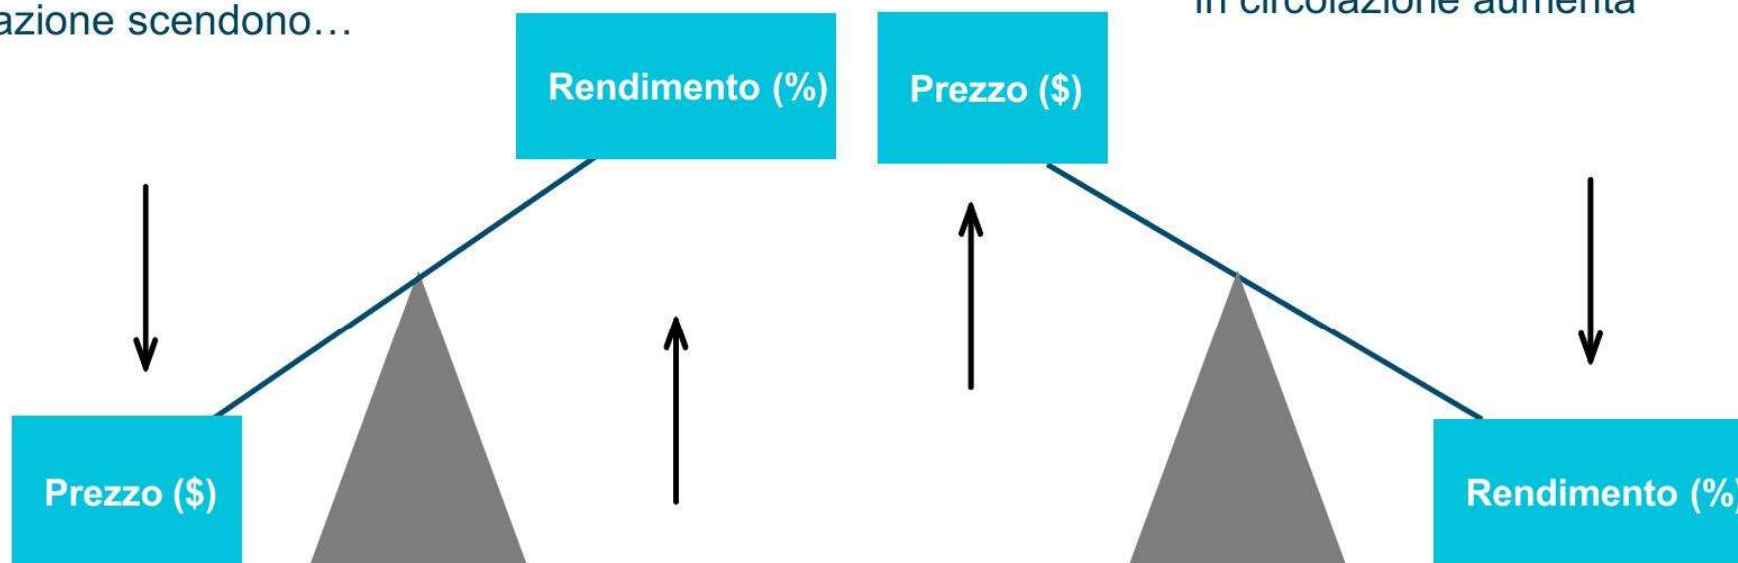 azione scendono…
in circolazione aumenta
Rendimento (%)
Prezzo ($)
Prezzo ($)
Rendimento (%)